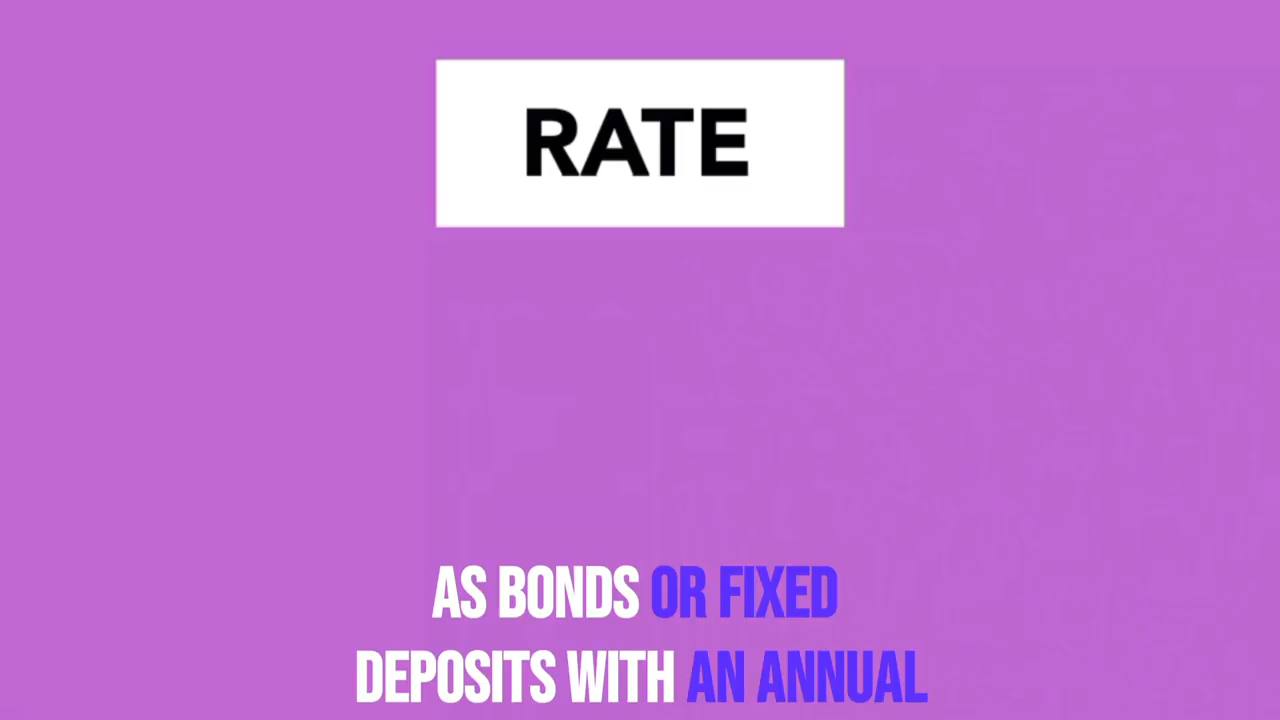 RATE
AS BONDS OR FIXED
DEPOSITS WITH AN ANNUAL